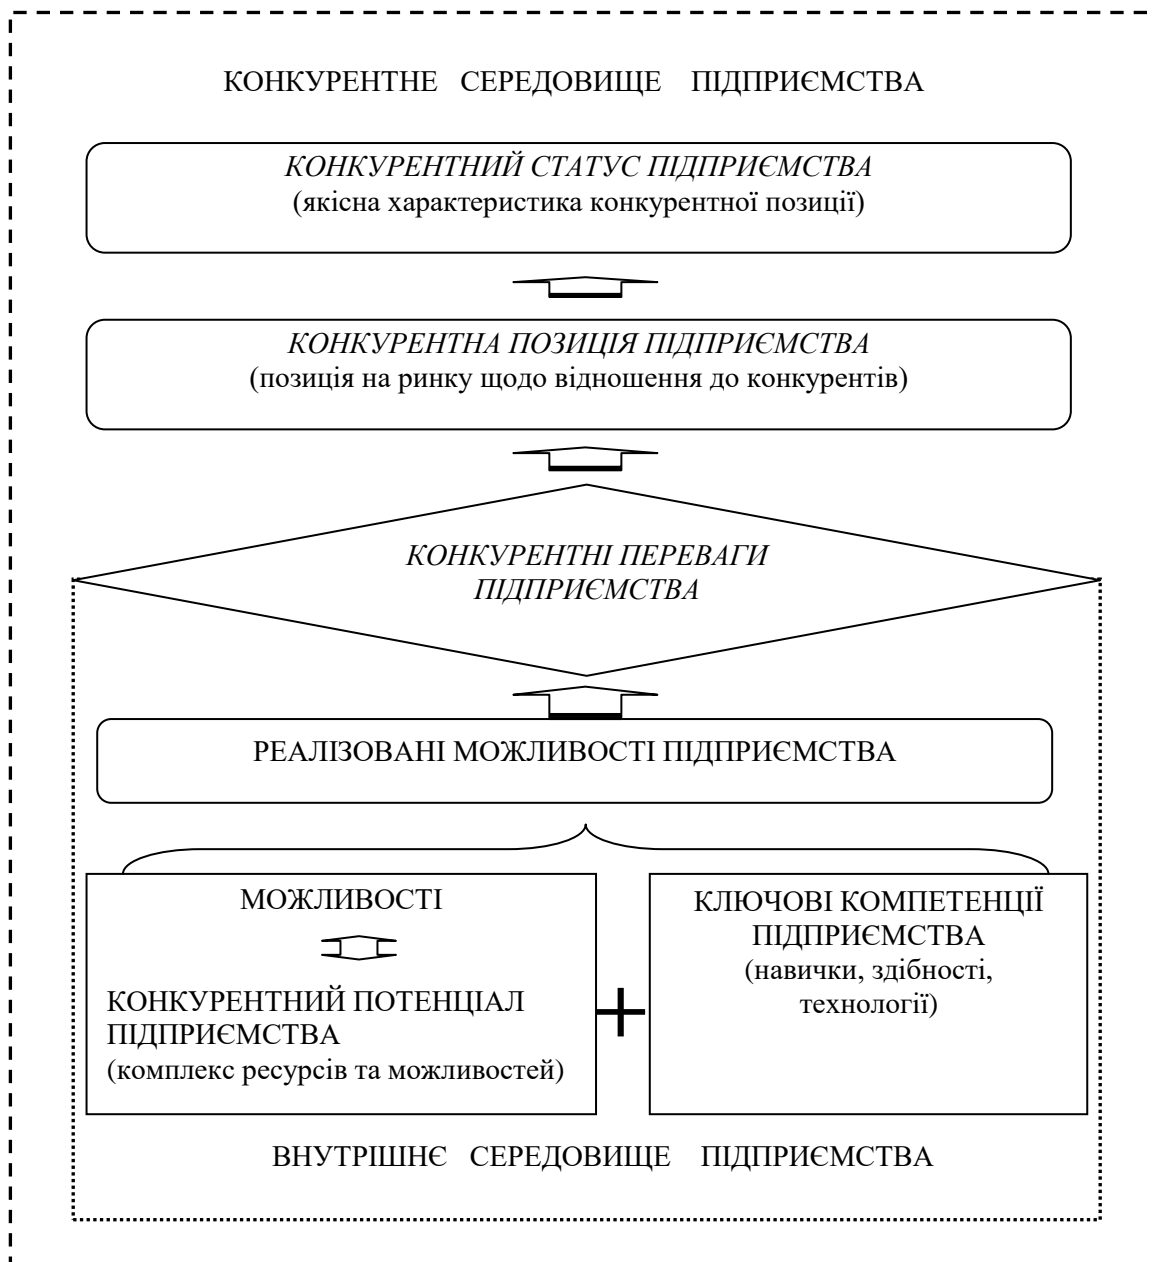 КОНКУРЕНТНЕ СЕРЕДОВИЩЕ ПІДПРИЄМСТВА
КОНКУРЕНТНИЙ СТАТУС ПІДПРИЄМСТВА
(якісна характеристика конкурентної позиції)
КОНКУРЕНТНА ПОЗИЦІЯ ПІДПРИЄМСТВА
(позиція на ринку щодо відношення до конкурентів)
КОНКУРЕНТНІ ПЕРЕВАГИ
ПІДПРИЄМСТВА
РЕАЛІЗОВАНІ МОЖЛИВОСТІ ПІДПРИЄМСТВА
МОЖЛИВОСТІ
КОНКУРЕНТНИЙ ПОТЕНЦІАЛ
ПІДПРИЄМСТВА
(комплекс ресурсів та можливостей)
+
КЛЮЧОВІ КОМПЕТЕНЦІЇ
ПІДПРИЄМСТВА
(навички, здібності,
технології)
ВНУТРІШНЄ СЕРЕДОВИЩЕ ПІДПРИЄМСТВА